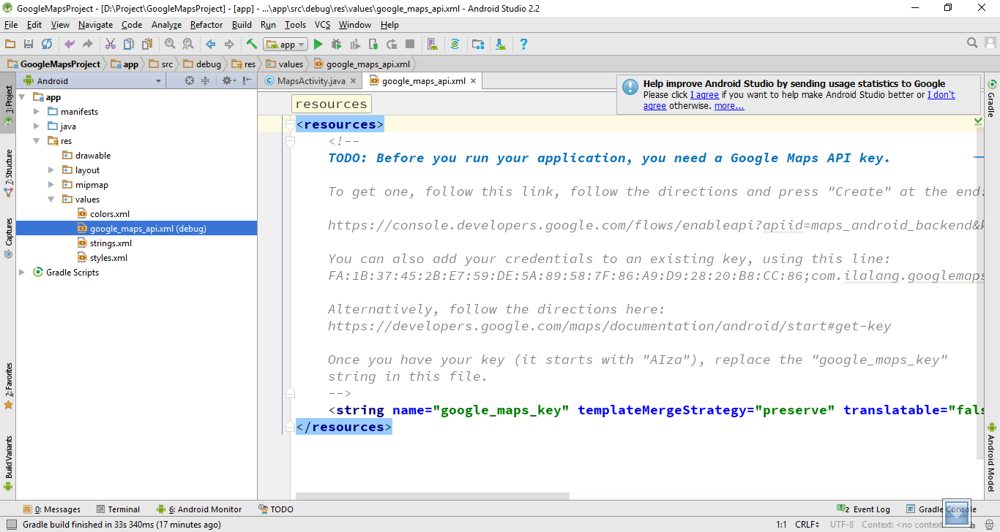 GoogleMapsProject - [D:\Project\GoogleMapsProject] - [app] - ...\app\src\debug\res\values\google_maps_api.xml - Android Studio 2.2
File Edit View Navigate Code Analyze Refactor Build Run Tools VCS Window Help
app
GoogleMapsProject app src debug res values google_maps_api.xml
Android
MapsActivity.java
google_maps_api.xml
Help improve Android Studio by sending usage statistics to Google
Please click I agree if you want to help make Android Studio better or I don't
agree otherwise. more...
1: Project
7: Structure
Captures
2: Favorites
Build Variants
app
manifests
java
res
drawable
layout
mipmap
values
colors.xml
google_maps_api.xml (debug)
strings.xml
styles.xml
Gradle Scripts
resources
<resources>
<!--
TODO: Before you run your application, you need a Google Maps API key.
To get one, follow this link, follow the directions and press "Create" at the end:
https://console.developers.google.com/flows/enableapi?apiid=maps_android_backend&k
You can also add your credentials to an existing key, using this line:
FA:1B:37:45:2B:E7:59:DE:5A:89:58:7F:86:A9:D9:28:20:B8:CC:86;com.ilalang.googlemaps
Alternatively, follow the directions here:
https://developers.google.com/maps/documentation/android/start#get-key
Once you have your key (it starts with "AIza"), replace the "google_maps_key"
string in this file.
-->
<string name="google_maps_key" templateMergeStrategy="preserve" translatable="fals
</resources>
Gradle
Android Model
0: Messages Terminal 6: Android Monitor TODO
2 Event Log Gradle Console
Gradle build finished in 33s 340ms (17 minutes ago)
1:1 CRLF UTF-8 Context: <no context